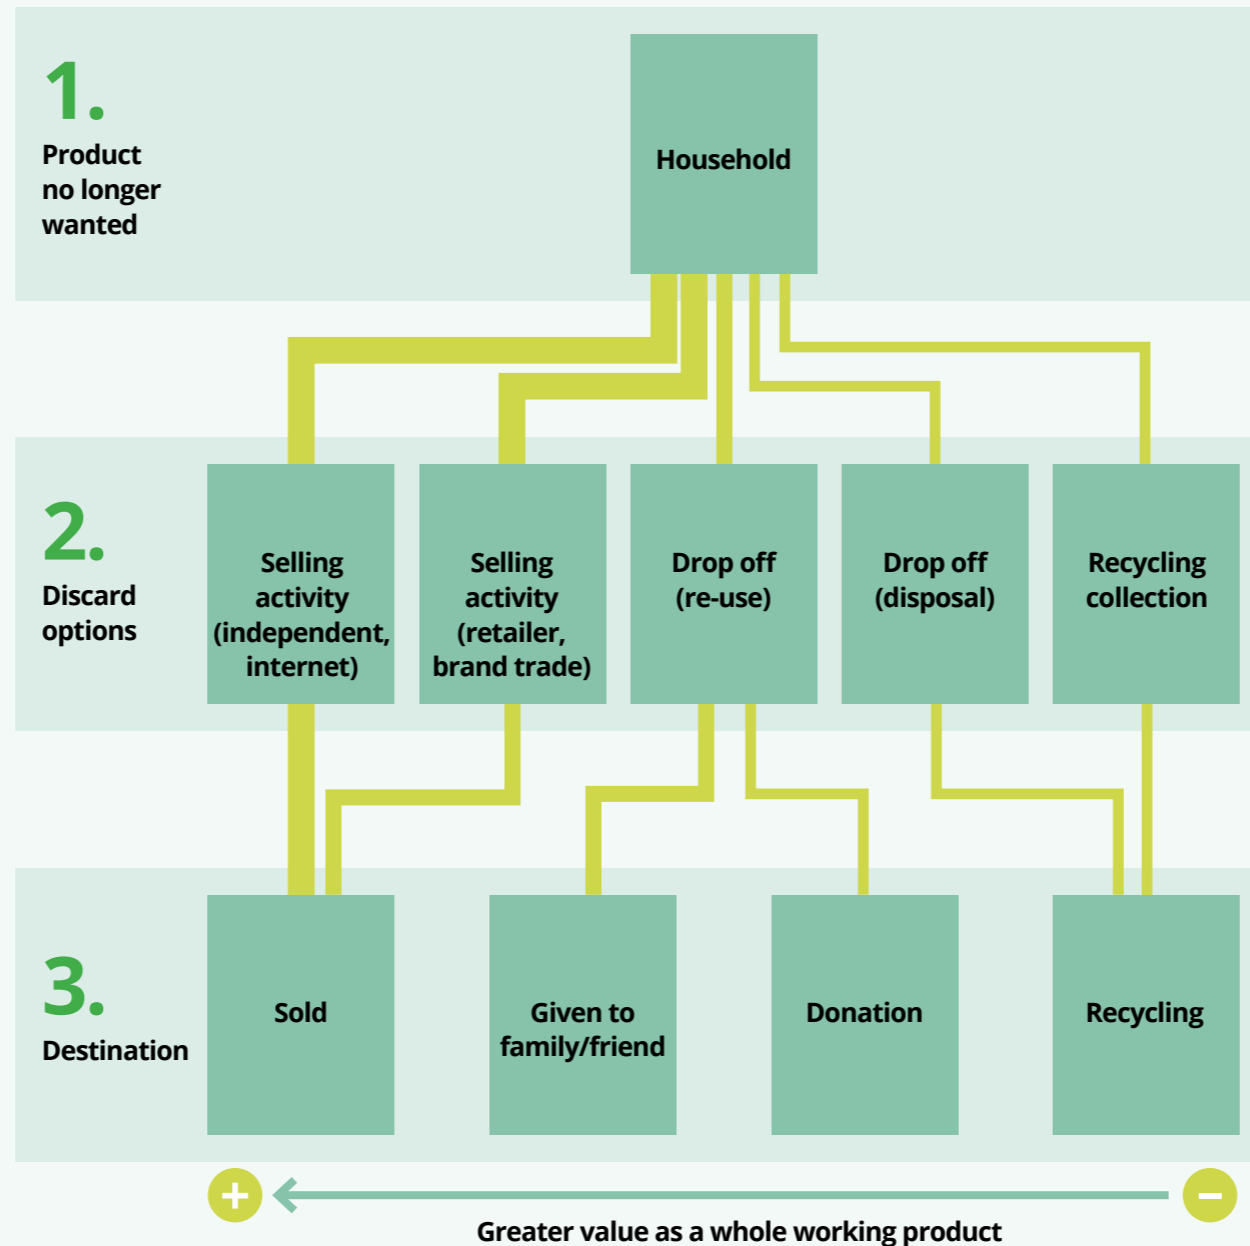 1.
Product
no longer
wanted
Household
2.
Discard
options
Selling
activity
(independent,
internet)
Selling
activity
(retailer,
brand trade)
Drop off
(re-use)
Drop off
(disposal)
Recycling
collection
3.
Destination
Sold
Given to
family/friend
Donation
Recycling
+
−
Greater value as a whole working product